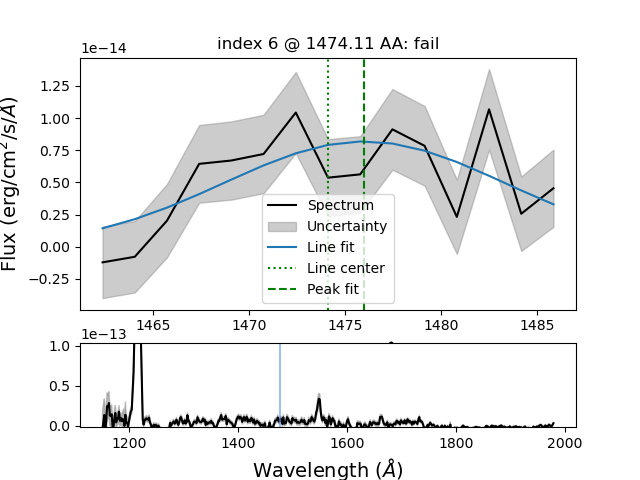 index 6 @ 1474.11 AA: fail
1e−14
1.25
1.00
0.75
0.50
0.25
0.00
−0.25
Flux (erg/cm²/s/Å)
Spectrum
Uncertainty
Line fit
Line center
Peak fit
1465 1470 1475 1480 1485
1e−13
1.0
0.5
0.0
1200 1400 1600 1800 2000
Wavelength (Å)